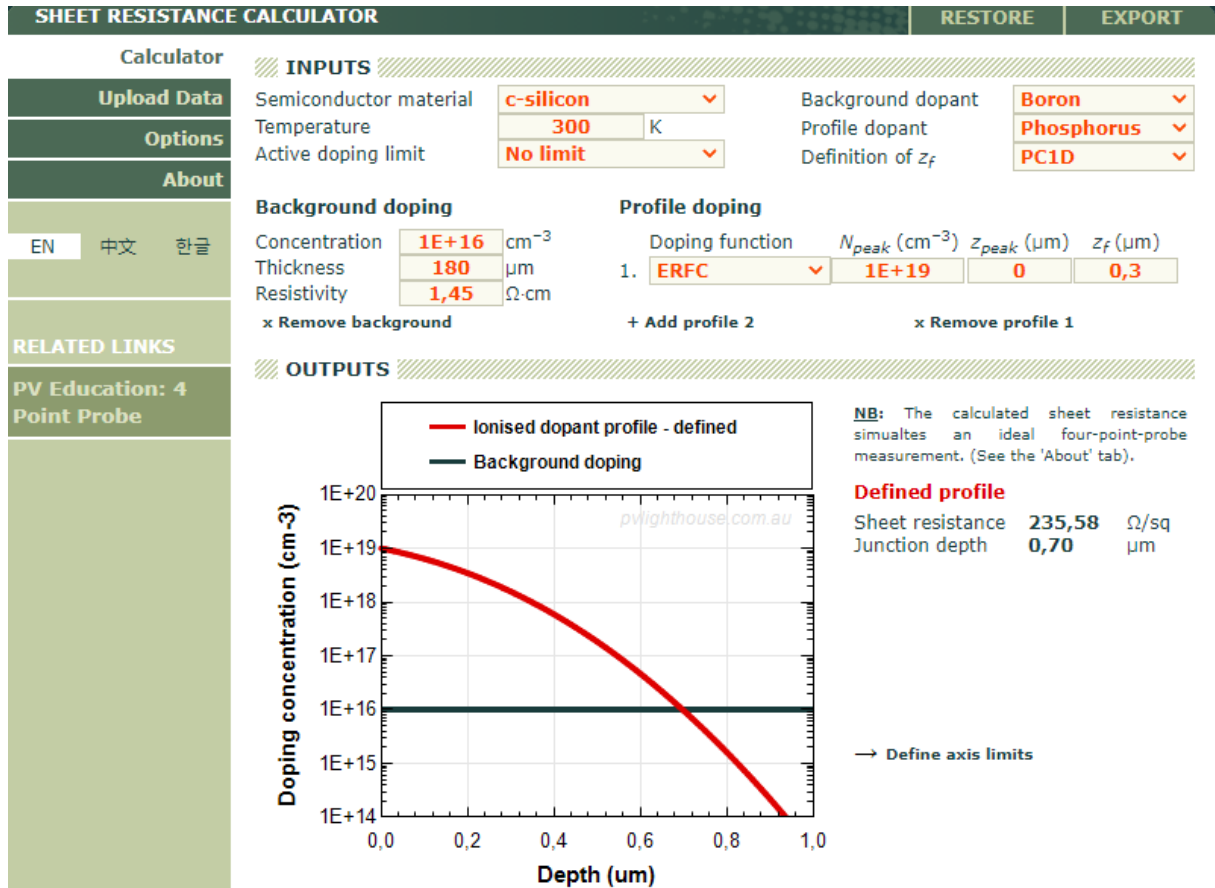 SHEET RESISTANCE CALCULATOR RESTORE EXPORT
Calculator
Upload Data
Options
About
EN 中文 한글
RELATED LINKS
PV Education: 4
Point Probe
INPUTS
Semiconductor material c-silicon Background dopant Boron
Temperature 300 K Profile dopant Phosphorus
Active doping limit No limit Definition of zf PC1D
Background doping Profile doping
Concentration 1E+16 cm−3 Doping function Npeak (cm−3) zpeak (μm) zf (μm)
Thickness 180 μm 1. ERFC 1E+19 0 0,3
Resistivity 1,45 Ω·cm
x Remove background + Add profile 2 x Remove profile 1
OUTPUTS
Ionised dopant profile - defined
Background doping
pvlighthouse.com.au
Doping concentration (cm-3)
1E+20
1E+19
1E+18
1E+17
1E+16
1E+15
1E+14
0,0 0,2 0,4 0,6 0,8 1,0
Depth (um)
NB: The calculated sheet resistance
simualtes an ideal four-point-probe
measurement. (See the 'About' tab).
Defined profile
Sheet resistance 235,58 Ω/sq
Junction depth 0,70 μm
→ Define axis limits